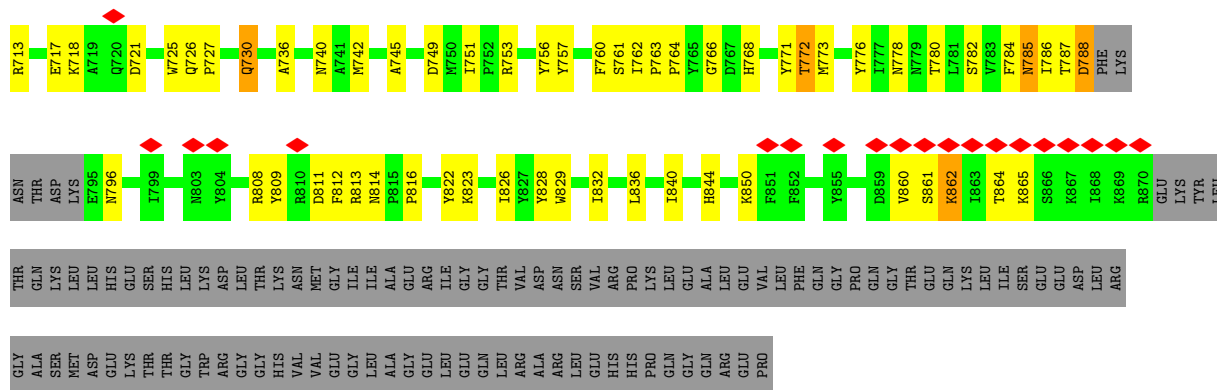 R713 E717 K718 A719 Q720 D721 W725 Q726 P727 Q730 A736 N740 A741 M742 A745 D749 M750 I751 P752 R753 Y756 Y757 F760 S761 I762 P763 P764 Y765 G766 D767 H768 Y771 T772 M773 Y776 I777 N778 N779 T780 L781 S782 V783 F784 N785 I786 T787 D788 PHE LYS
ASN THR ASP LYS E795 N796 I799 N803 Y804 R808 Y809 R810 D811 F812 R813 N814 P815 P816 Y822 K823 I826 Y827 Y828 W829 I832 L836 I840 H844 K850 F851 F852 Y855 D859 V860 S861 K862 I863 T864 K865 S866 K867 I868 K869 R870 GLU LYS TYR LEU
THR GLN LYS LEU LEU HIS GLU SER HIS LEU LYS ASP LEU THR LYS ASN MET GLY ILE ILE ALA GLU ARG ILE GLY GLY THR VAL ASP ASN SER VAL ARG PRO LYS LEU GLU ALA LEU GLU VAL LEU PHE GLN GLY PRO GLN GLY THR GLU GLN LYS LEU ILE SER GLU GLU ASP LEU ARG
GLY ALA SER MET ASP GLU LYS THR THR GLY TRP ARG GLY GLY HIS VAL VAL GLU GLY LEU ALA GLY GLU LEU GLU GLN LEU ARG ALA ARG LEU GLU HIS HIS PRO GLN GLY GLN ARG GLU PRO